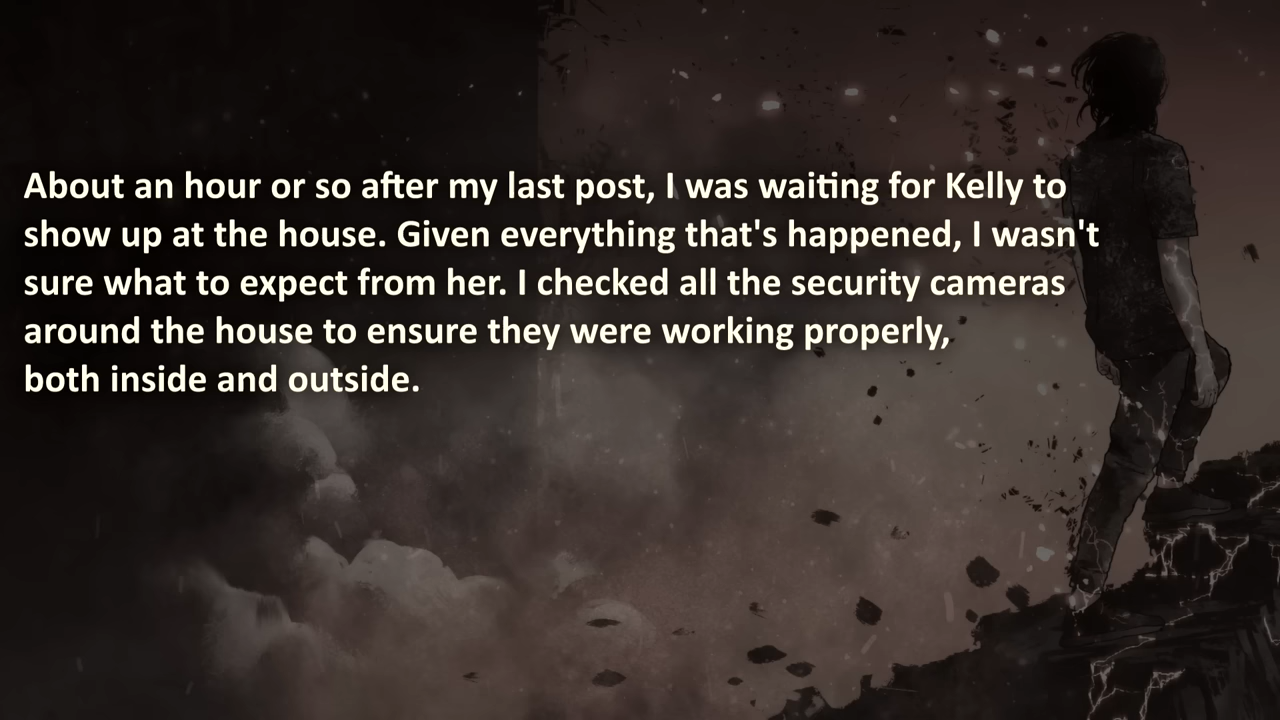 About an hour or so after my last post, I was waiting for Kelly to
show up at the house. Given everything that's happened, I wasn't
sure what to expect from her. I checked all the security cameras
around the house to ensure they were working properly,
both inside and outside.